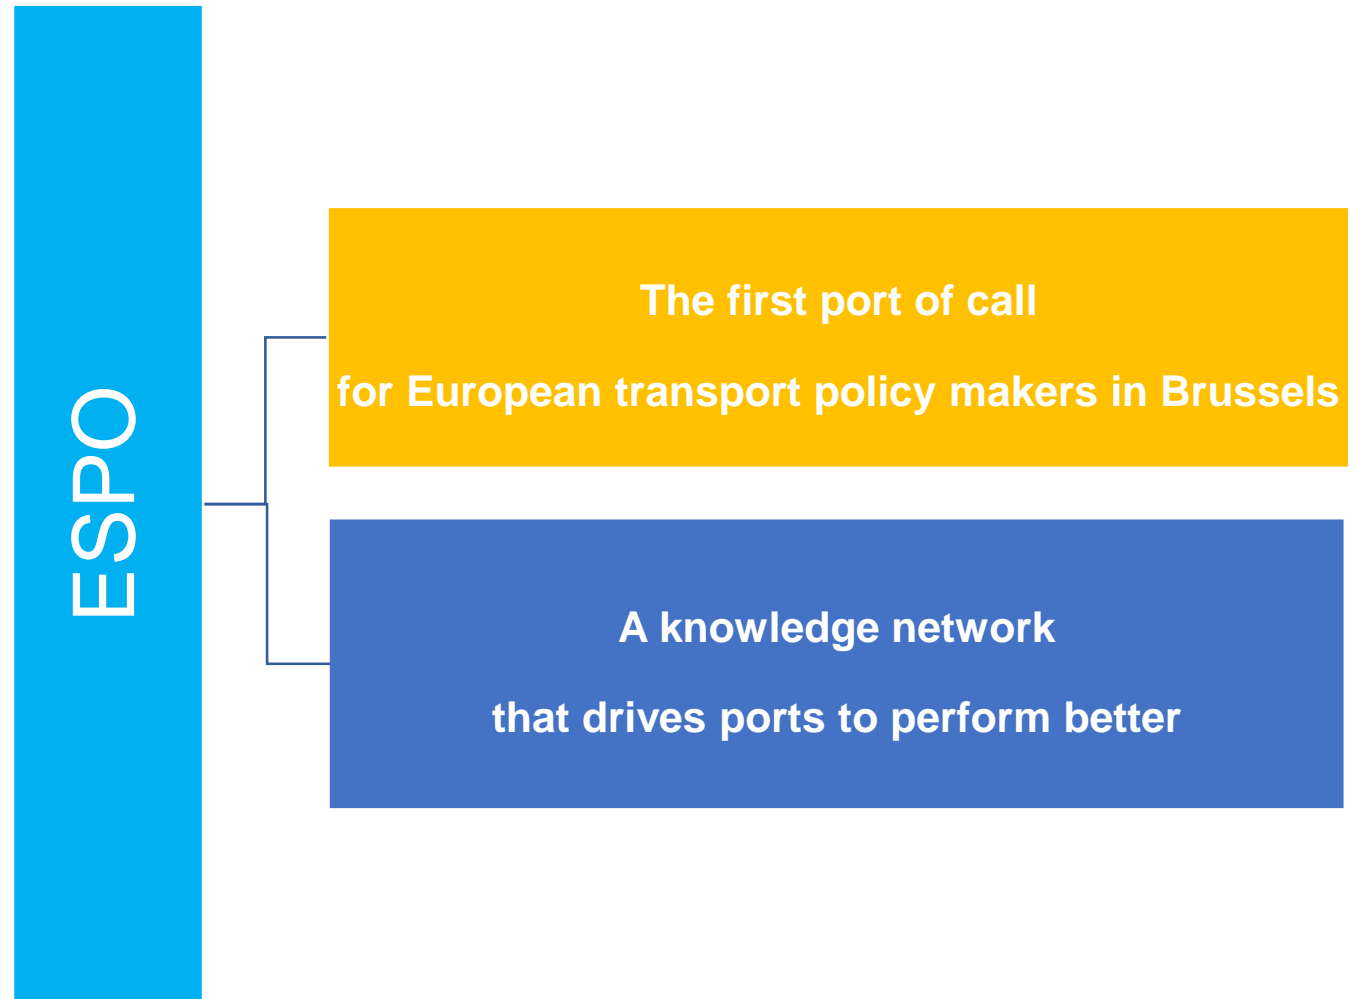 ESPO
The first port of call
for European transport policy makers in Brussels
A knowledge network
that drives ports to perform better